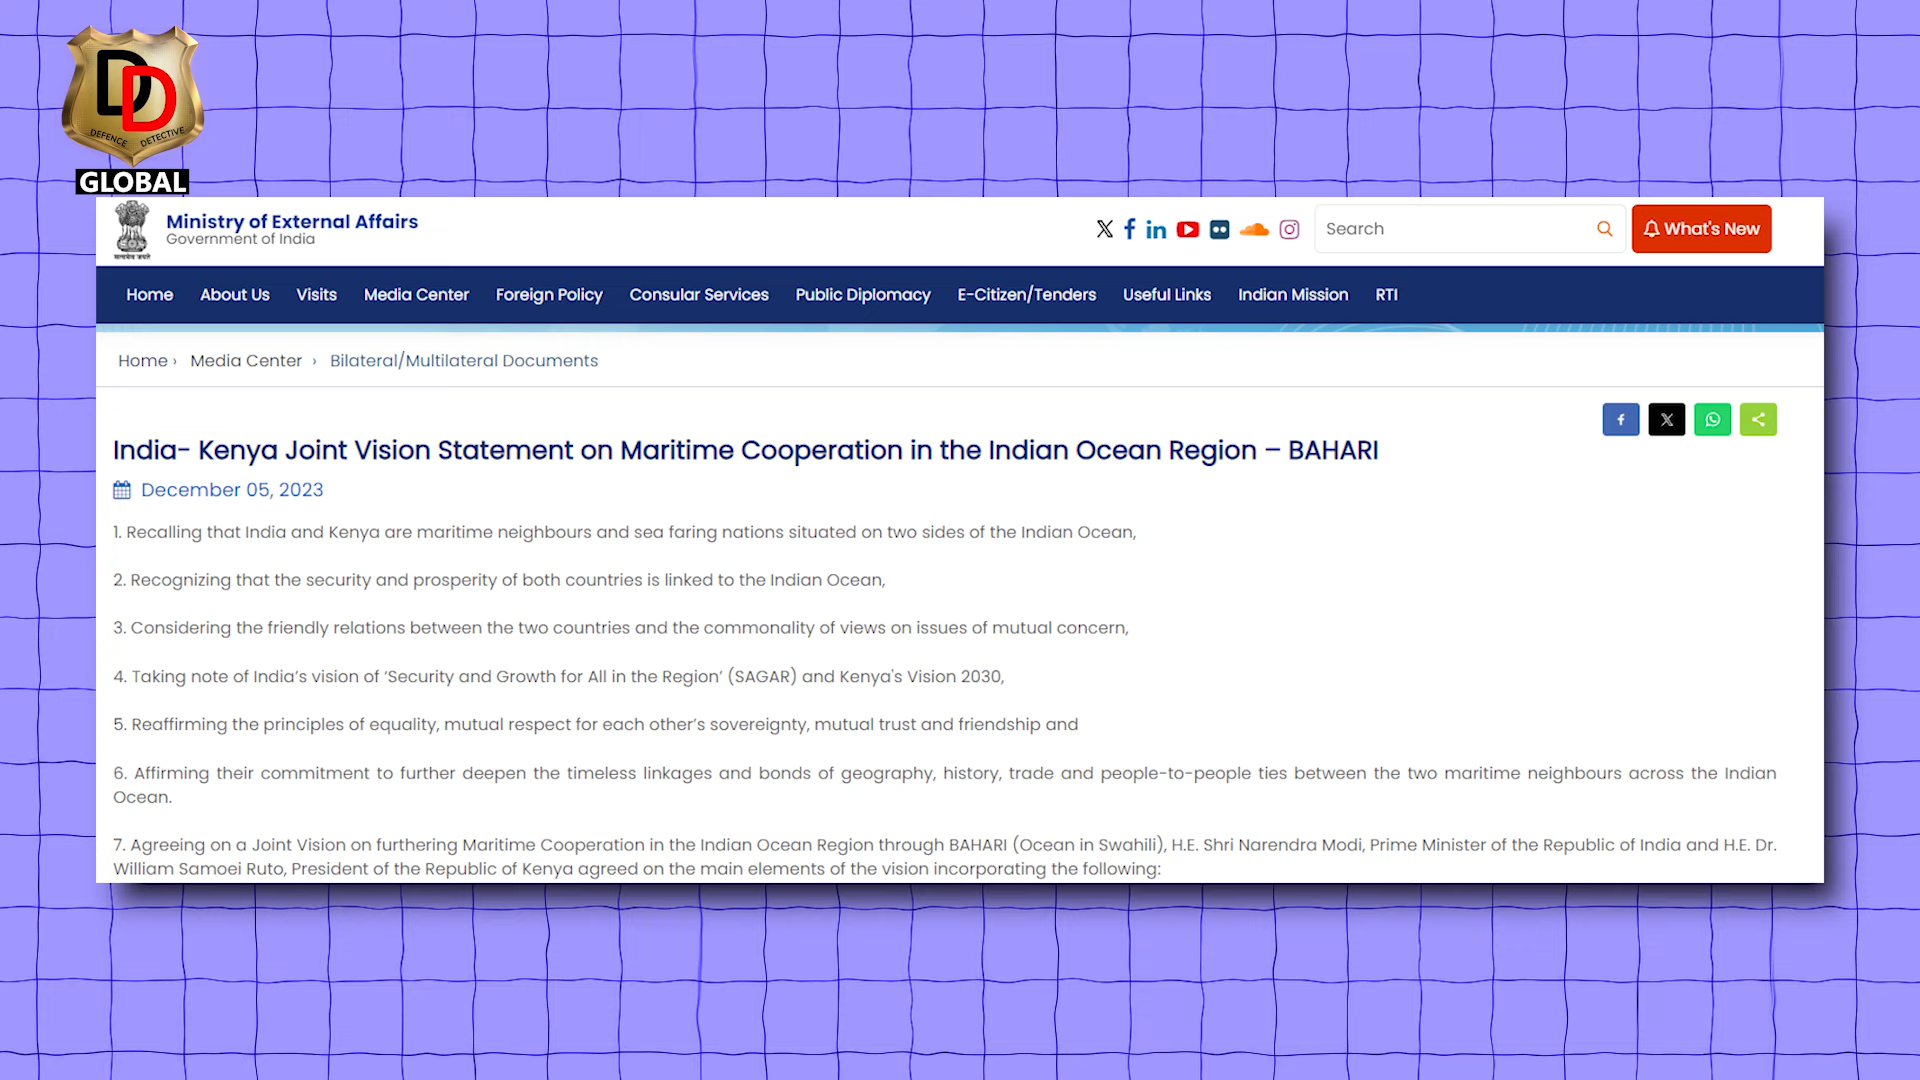 DD
DEFENCE DETECTIVE
GLOBAL
सत्यमेव जयते
Ministry of External Affairs
Government of India
Search
What's New
Home About Us Visits Media Center Foreign Policy Consular Services Public Diplomacy E-Citizen/Tenders Useful Links Indian Mission RTI
Home › Media Center › Bilateral/Multilateral Documents
India- Kenya Joint Vision Statement on Maritime Cooperation in the Indian Ocean Region – BAHARI
December 05, 2023
1. Recalling that India and Kenya are maritime neighbours and sea faring nations situated on two sides of the Indian Ocean,
2. Recognizing that the security and prosperity of both countries is linked to the Indian Ocean,
3. Considering the friendly relations between the two countries and the commonality of views on issues of mutual concern,
4. Taking note of India’s vision of ‘Security and Growth for All in the Region’ (SAGAR) and Kenya's Vision 2030,
5. Reaffirming the principles of equality, mutual respect for each other’s sovereignty, mutual trust and friendship and
6. Affirming their commitment to further deepen the timeless linkages and bonds of geography, history, trade and people-to-people ties between the two maritime neighbours across the Indian
Ocean.
7. Agreeing on a Joint Vision on furthering Maritime Cooperation in the Indian Ocean Region through BAHARI (Ocean in Swahili), H.E. Shri Narendra Modi, Prime Minister of the Republic of India and H.E. Dr.
William Samoei Ruto, President of the Republic of Kenya agreed on the main elements of the vision incorporating the following: